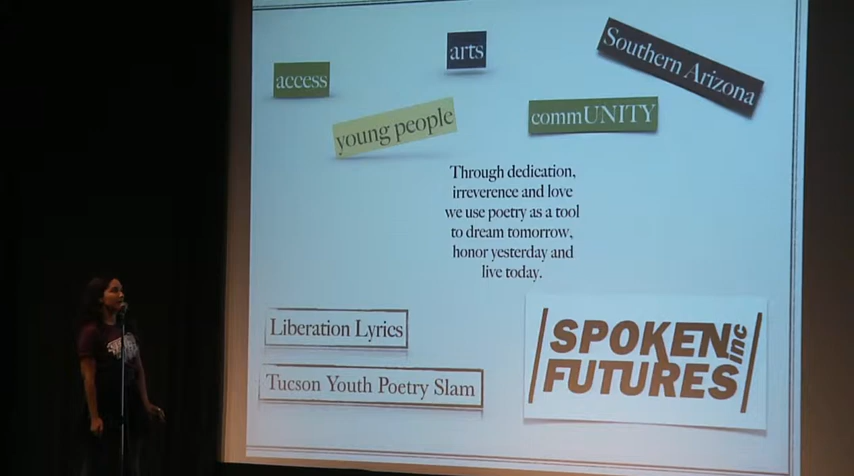 arts
Southern Arizona
access
young people
commUNITY
Through dedication,
irreverence and love
we use poetry as a tool
to dream tomorrow,
honor yesterday and
live today.
Liberation Lyrics
Tucson Youth Poetry Slam
SPOKEN
FUTURES
inc